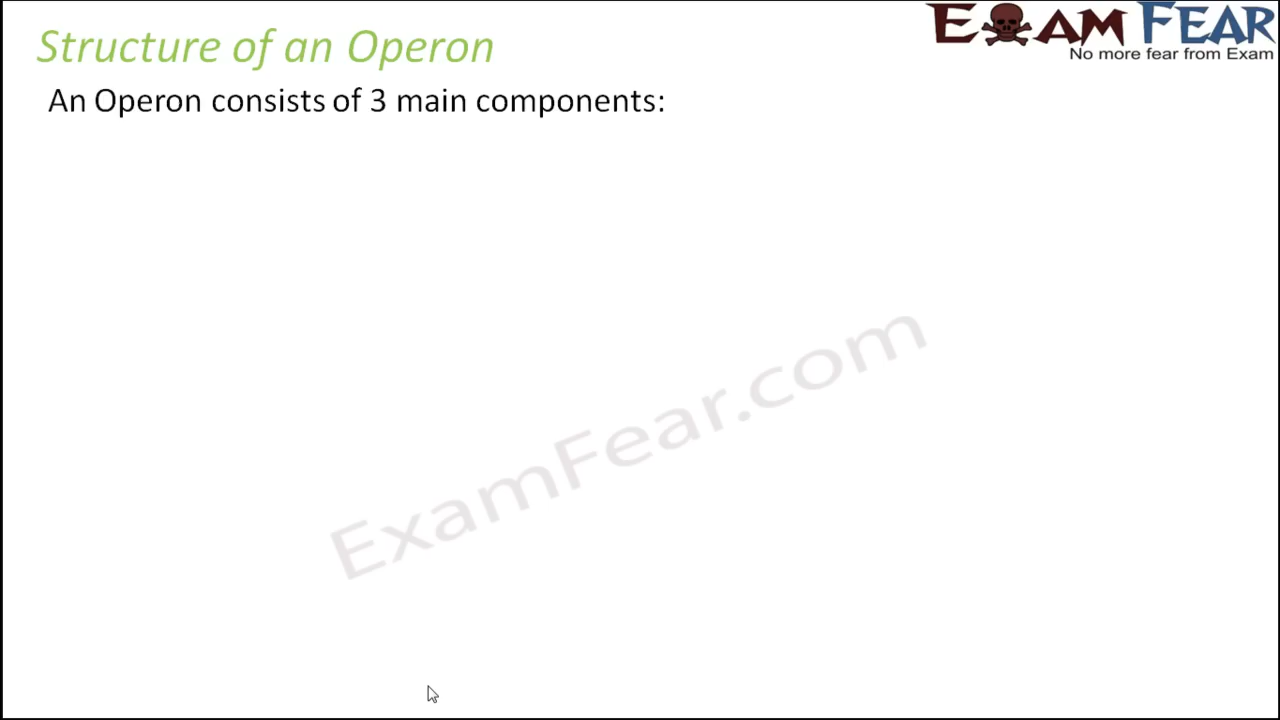 Structure of an Operon
EXAM FEAR
No more fear from Exam
An Operon consists of 3 main components:
ExamFear.com